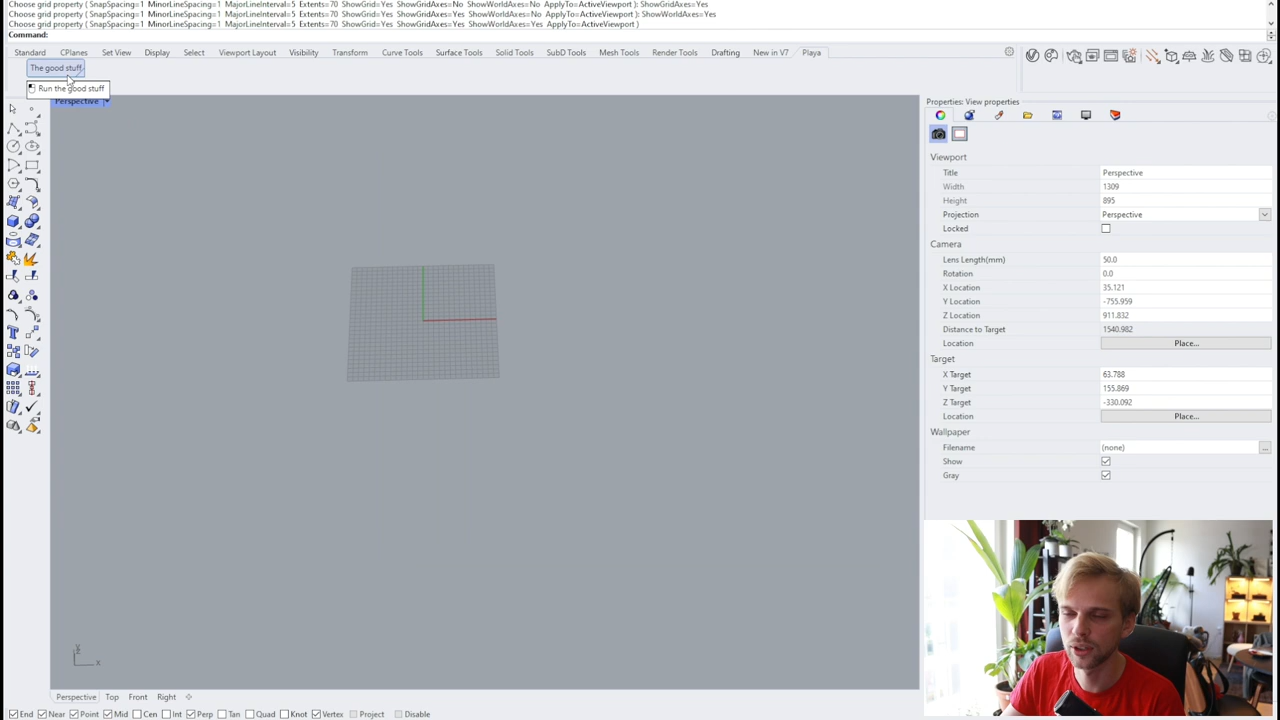 Choose grid property ( SnapSpacing=1 MinorLineSpacing=1 MajorLineInterval=5 Extents=70 ShowGrid=Yes ShowGridAxes=No ShowWorldAxes=No ApplyTo=ActiveViewport ): ShowGridAxes=Yes
Choose grid property ( SnapSpacing=1 MinorLineSpacing=1 MajorLineInterval=5 Extents=70 ShowGrid=Yes ShowGridAxes=Yes ShowWorldAxes=No ApplyTo=ActiveViewport ): ShowWorldAxes=Yes
Choose grid property ( SnapSpacing=1 MinorLineSpacing=1 MajorLineInterval=5 Extents=70 ShowGrid=Yes ShowGridAxes=Yes ShowWorldAxes=Yes ApplyTo=ActiveViewport )
Command:
Standard CPlanes Set View Display Select Viewport Layout Visibility Transform Curve Tools Surface Tools Solid Tools SubD Tools Mesh Tools Render Tools Drafting New in V7 Playa
The good stuff
Run the good stuff
Perspective
Properties: View properties
Viewport
Title Perspective
Width 1309
Height 895
Projection Perspective
Locked
Camera
Lens Length(mm) 50.0
Rotation 0.0
X Location 35.121
Y Location -755.959
Z Location 911.832
Distance to Target 1540.982
Location Place...
Target
X Target 63.788
Y Target 155.869
Z Target -330.092
Location Place...
Wallpaper
Filename (none) ...
Show
Gray
y
x
Perspective Top Front Right
End Near Point Mid Cen Int Perp Tan Quad Knot Vertex Project Disable